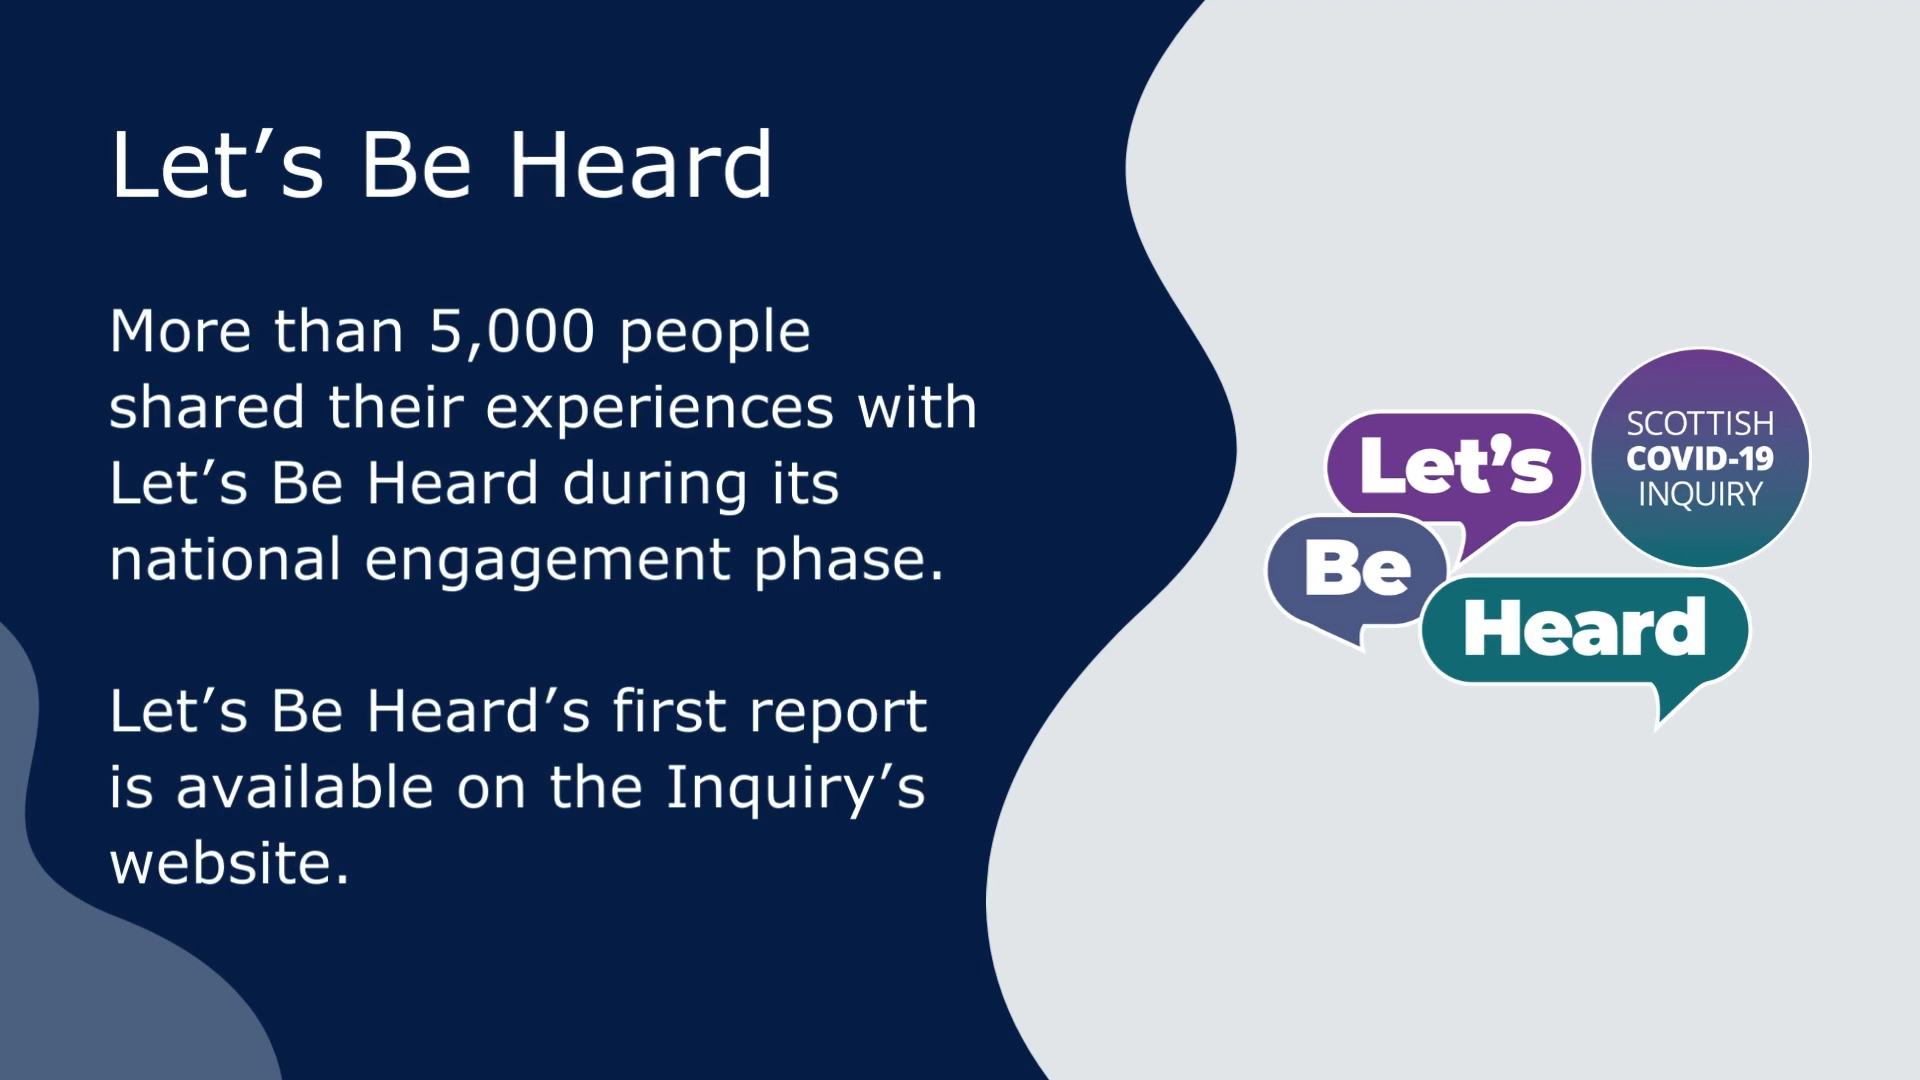 Let’s Be Heard
More than 5,000 people
shared their experiences with
Let’s Be Heard during its
national engagement phase.
Let’s Be Heard’s first report
is available on the Inquiry’s
website.
Let’s
Be
Heard
SCOTTISH
COVID-19
INQUIRY